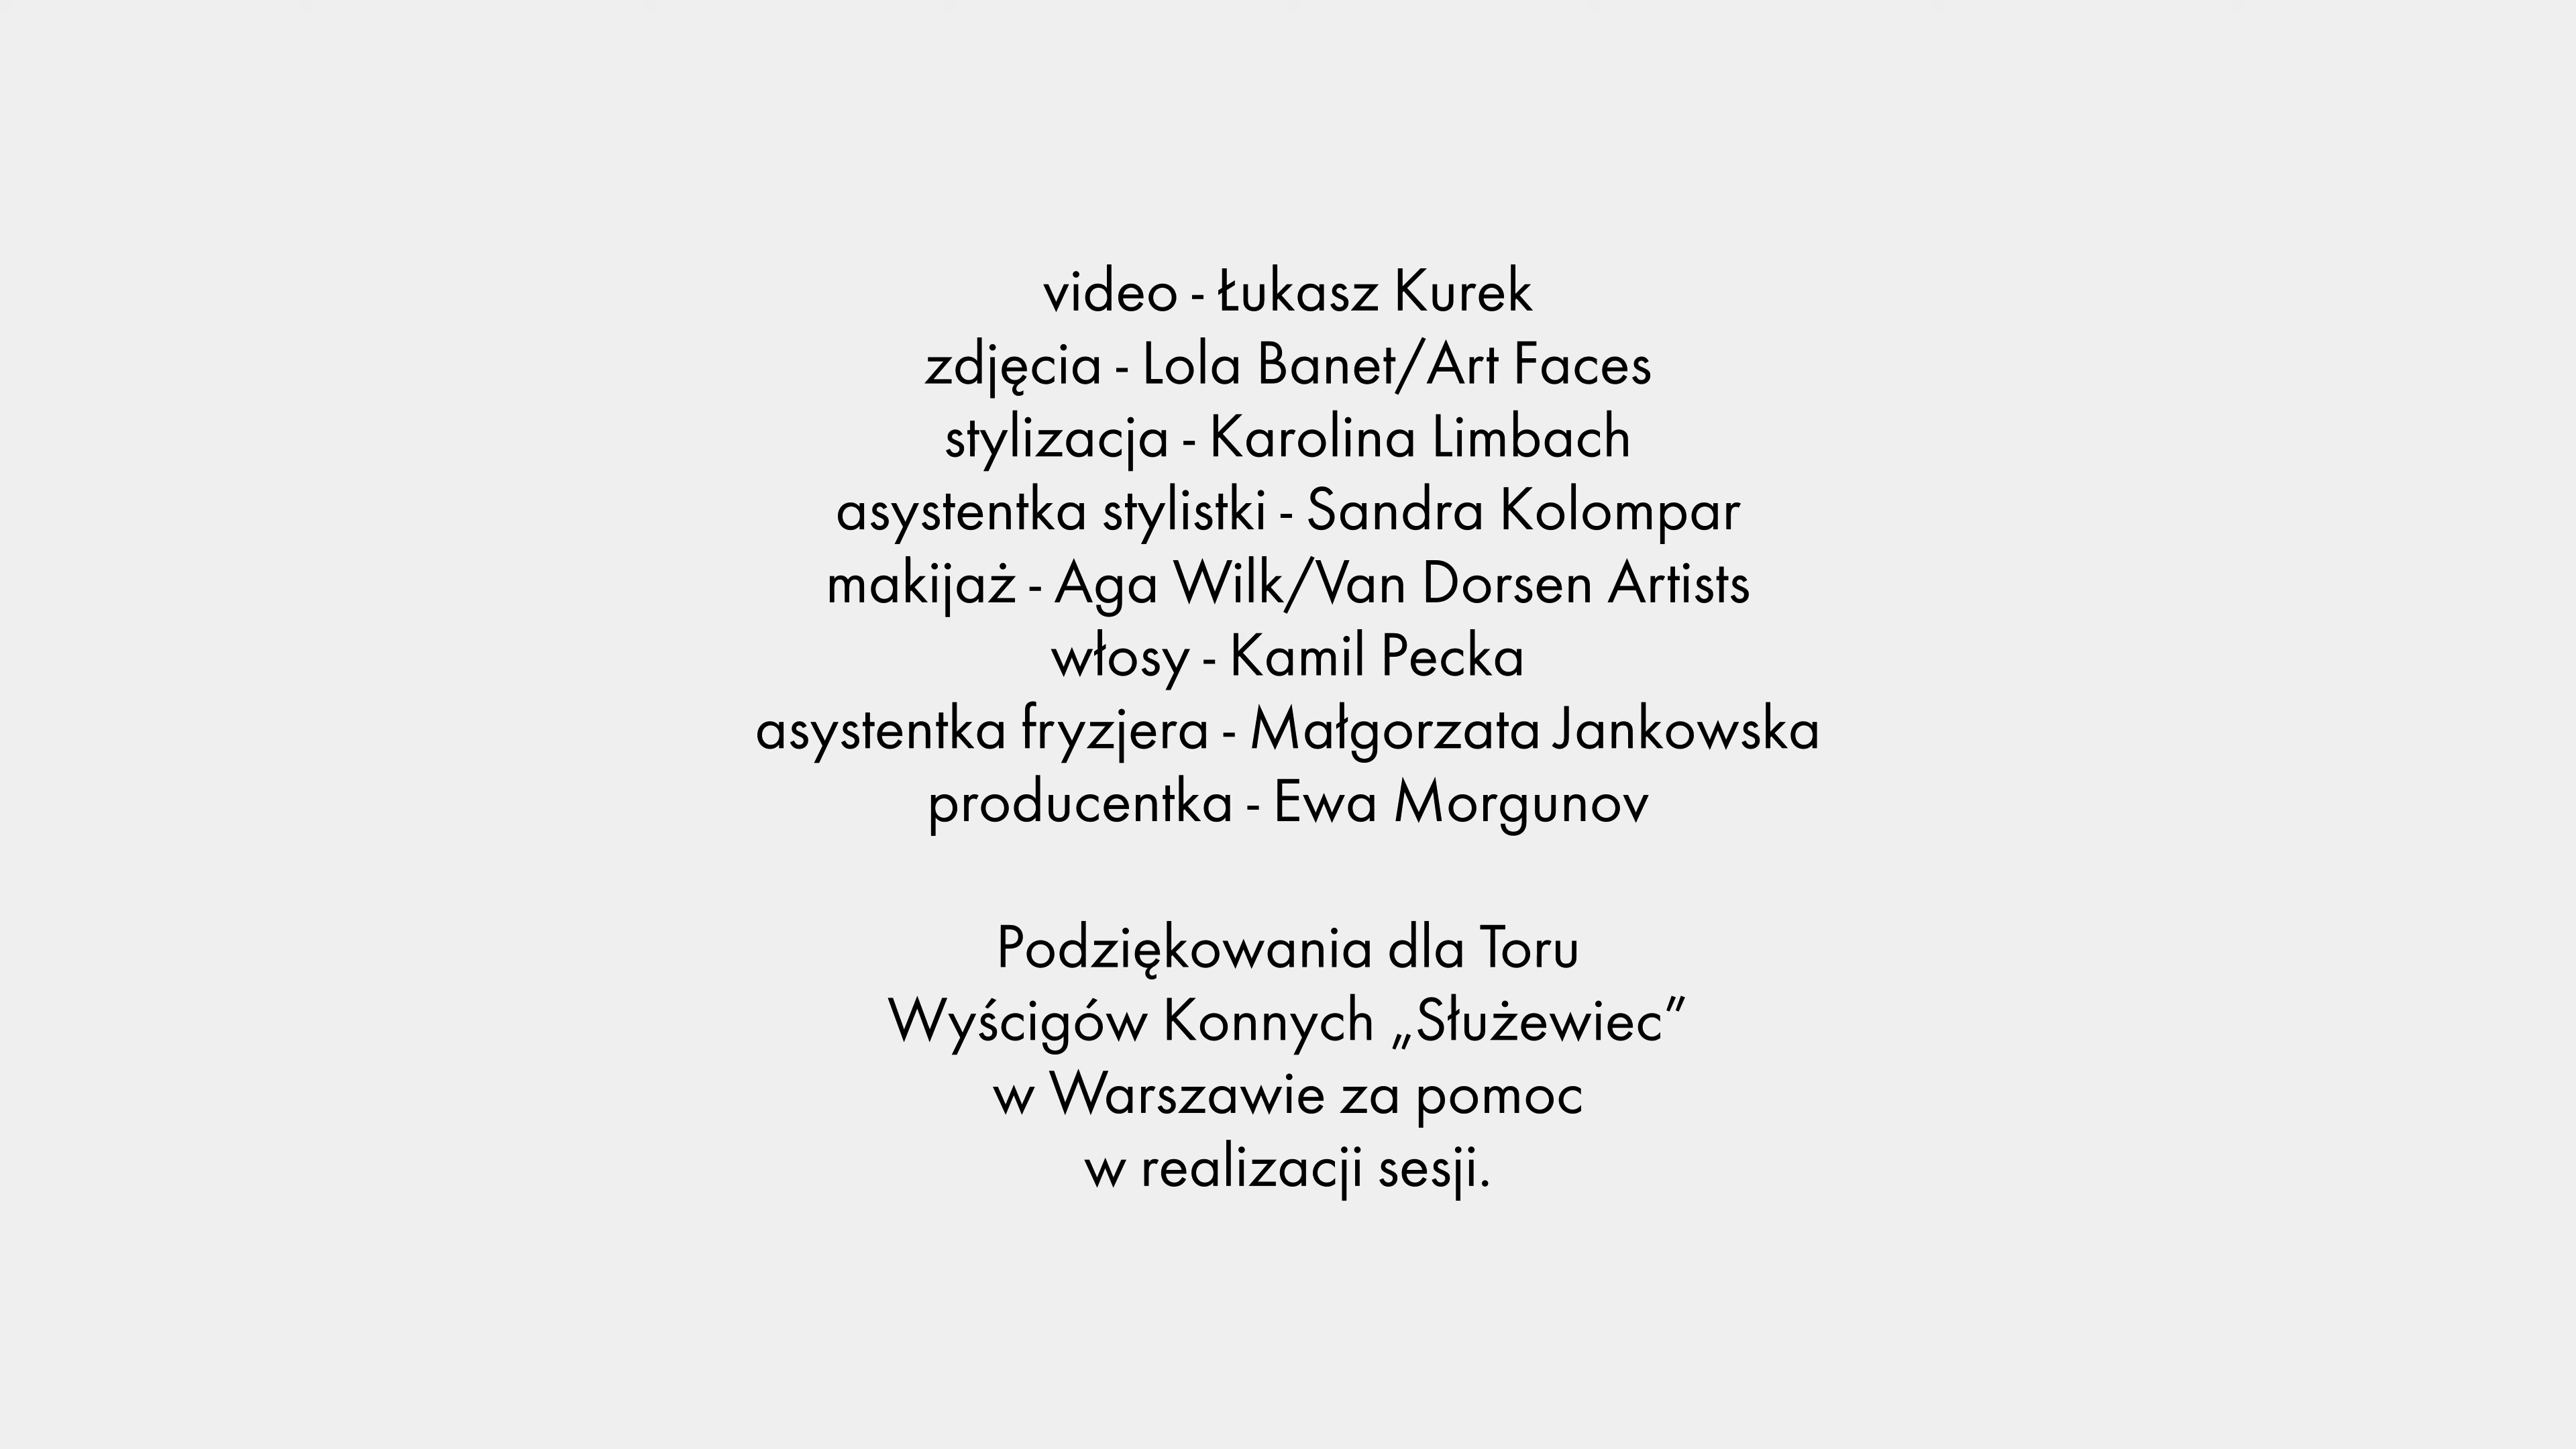 video - Łukasz Kurek
zdjęcia - Lola Banet/Art Faces
stylizacja - Karolina Limbach
asystentka stylistki - Sandra Kolompar
makijaż - Aga Wilk/Van Dorsen Artists
włosy - Kamil Pecka
asystentka fryzjera - Małgorzata Jankowska
producentka - Ewa Morgunov
Podziękowania dla Toru
Wyścigów Konnych „Służewiec”
w Warszawie za pomoc
w realizacji sesji.